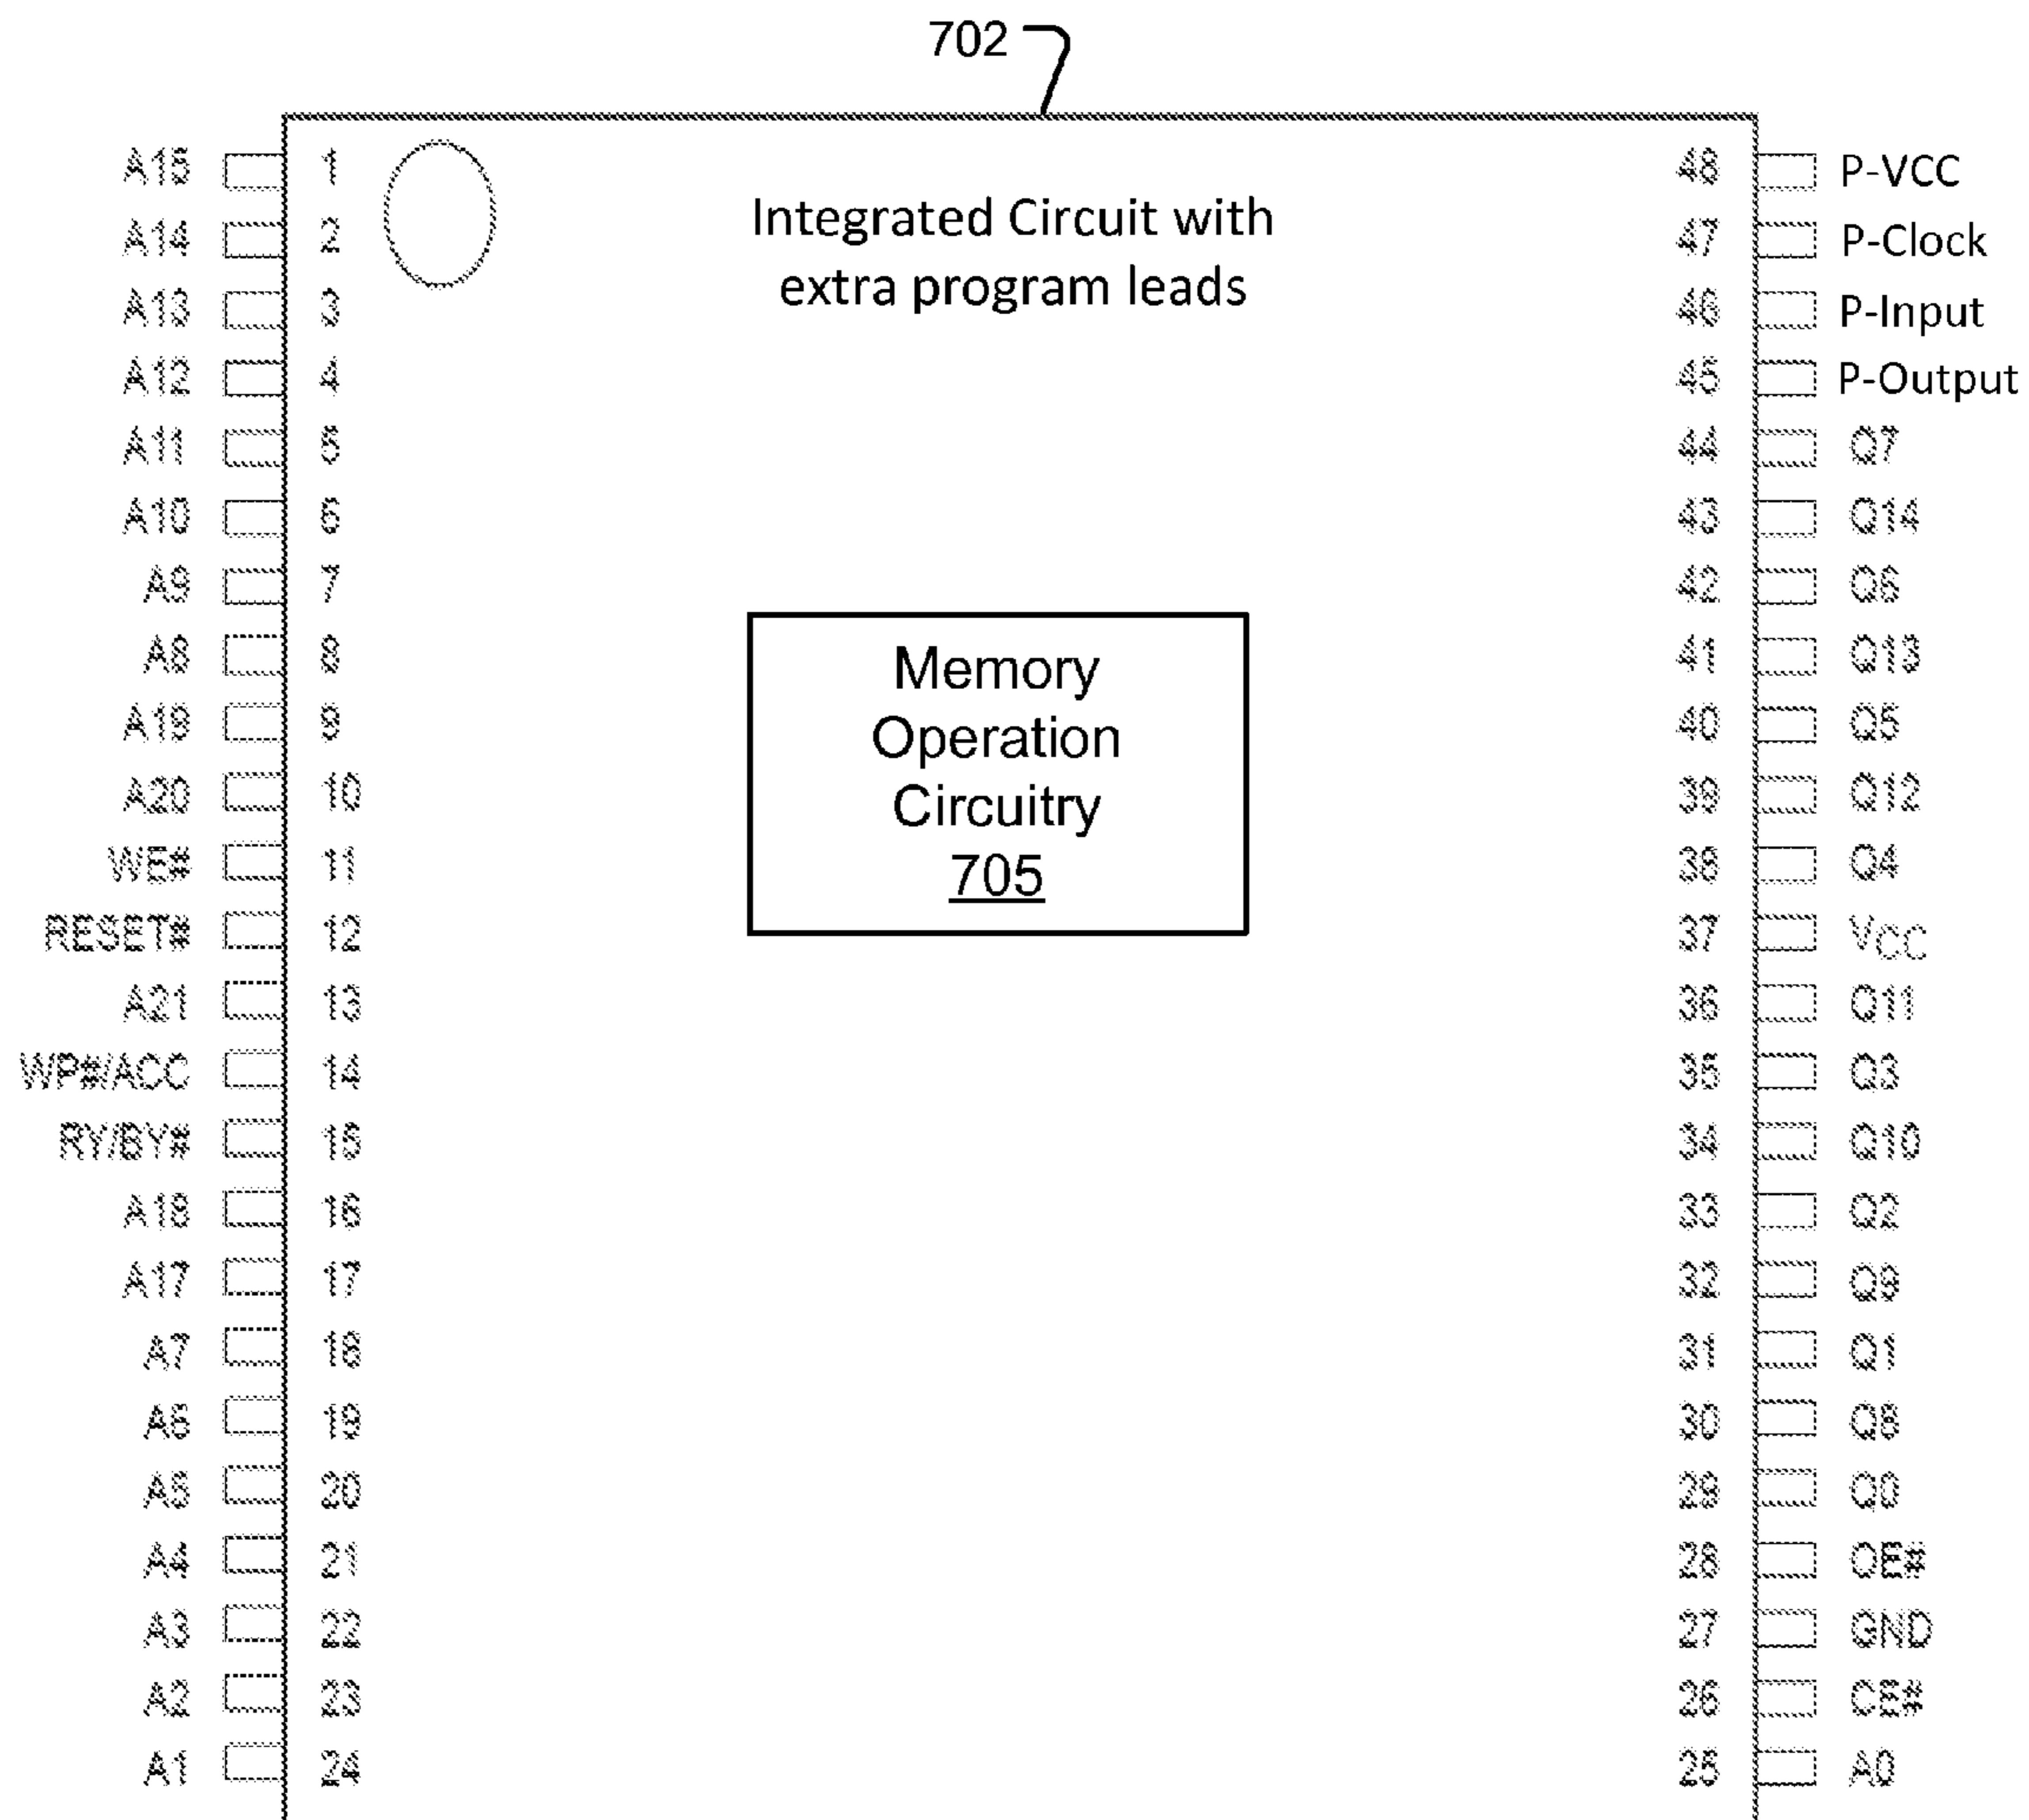 702
Integrated Circuit with
extra program leads
Memory
Operation
Circuitry
705
A15 1
A14 2
A13 3
A12 4
A11 5
A10 6
A9 7
A8 8
A19 9
A20 10
WE# 11
RESET# 12
A21 13
WP#/ACC 14
RY/BY# 15
A18 16
A17 17
A7 18
A6 19
A5 20
A4 21
A3 22
A2 23
A1 24
48 P-VCC
47 P-Clock
46 P-Input
45 P-Output
44 Q7
43 Q14
42 Q6
41 Q13
40 Q5
39 Q12
38 Q4
37 VCC
36 Q11
35 Q3
34 Q10
33 Q2
32 Q9
31 Q1
30 Q8
29 Q0
28 OE#
27 GND
26 CE#
25 A0